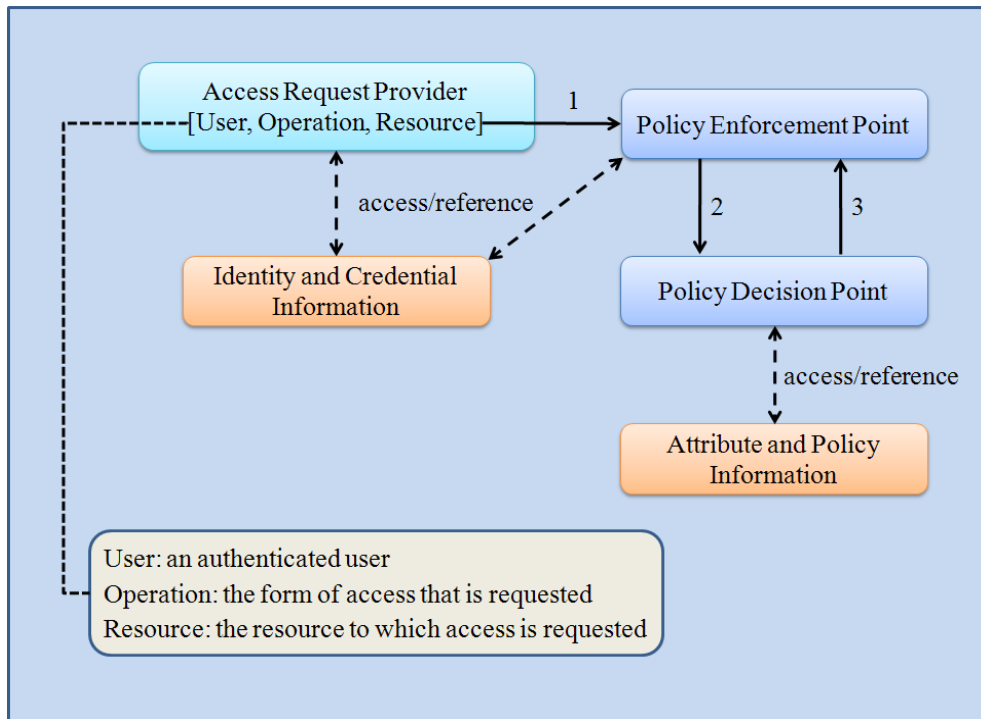 Access Request Provider
[User, Operation, Resource]
1
Policy Enforcement Point
access/reference
2
3
Identity and Credential
Information
Policy Decision Point
access/reference
Attribute and Policy
Information
User: an authenticated user
Operation: the form of access that is requested
Resource: the resource to which access is requested